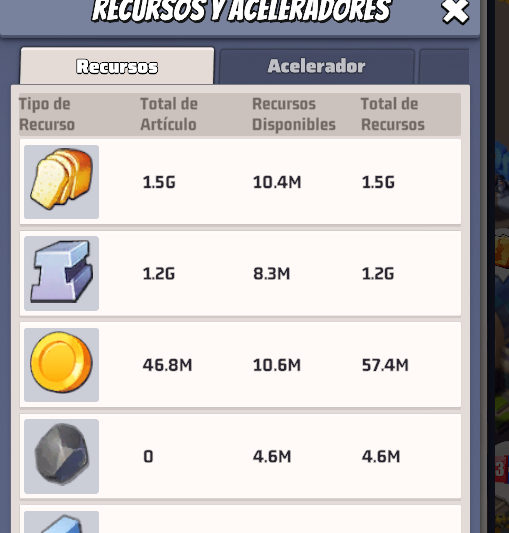 RECURSOS Y ACELERADORES
Recursos Acelerador
Tipo de Recurso Total de Artículo Recursos Disponibles Total de Recursos
1.5G 10.4M 1.5G
1.2G 8.3M 1.2G
46.8M 10.6M 57.4M
0 4.6M 4.6M
3